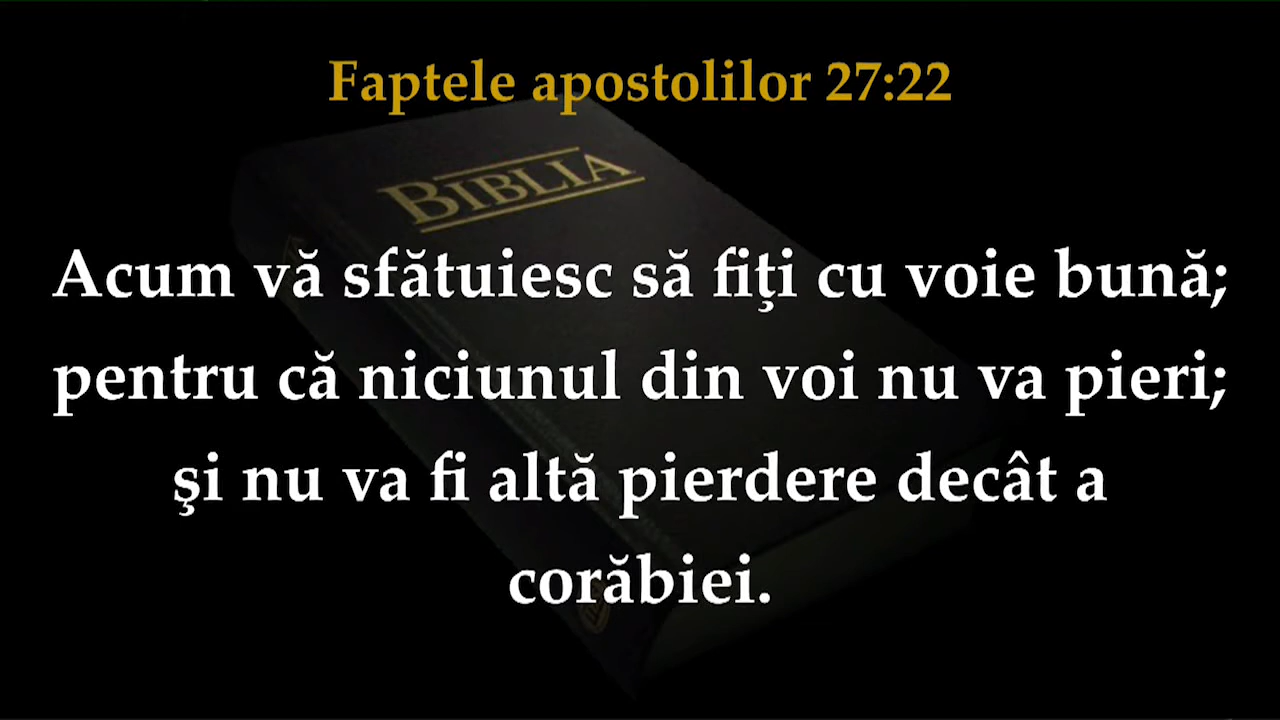 Faptele apostolilor 27:22
BIBLIA
Acum vă sfătuiesc să fiţi cu voie bună;
pentru că niciunul din voi nu va pieri;
şi nu va fi altă pierdere decât a
corăbiei.